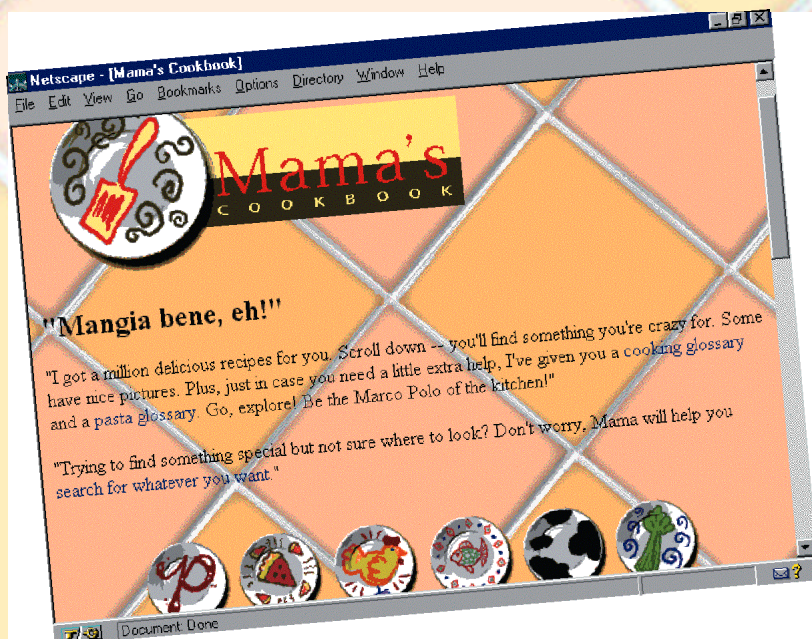 Netscape - [Mama's Cookbook]
File Edit View Go Bookmarks Options Directory Window Help
Mama's
COOKBOOK
"Mangia bene, eh!"
"I got a million delicious recipes for you. Scroll down -- you'll find something you're crazy for. Some
have nice pictures. Plus, just in case you need a little extra help, I've given you a cooking glossary
and a pasta glossary. Go, explore! Be the Marco Polo of the kitchen!"
"Trying to find something special but not sure where to look? Don't worry, Mama will help you
search for whatever you want."
Document: Done